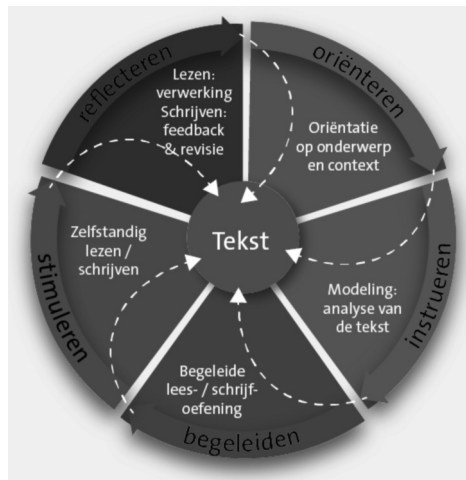 oriënteren
Oriëntatie
op onderwerp
en context
instrueren
Modeling:
analyse van
de tekst
begeleiden
Begeleide
lees- / schrijf-
oefening
stimuleren
Zelfstandig
lezen /
schrijven
reflecteren
Lezen:
verwerking
Schrijven:
feedback
& revisie
Tekst